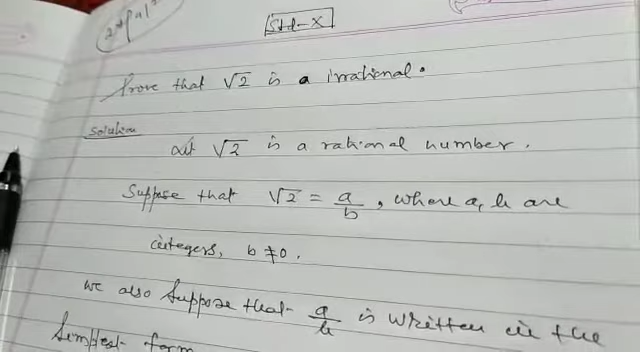 Std-X
Prove that √2 is a irrational.
Solution
Let √2 is a rational number.
Suppose that √2 = a/b, where a, b are
integers, b ≠ 0.
we also suppose that a/b is written in the
Simplest form